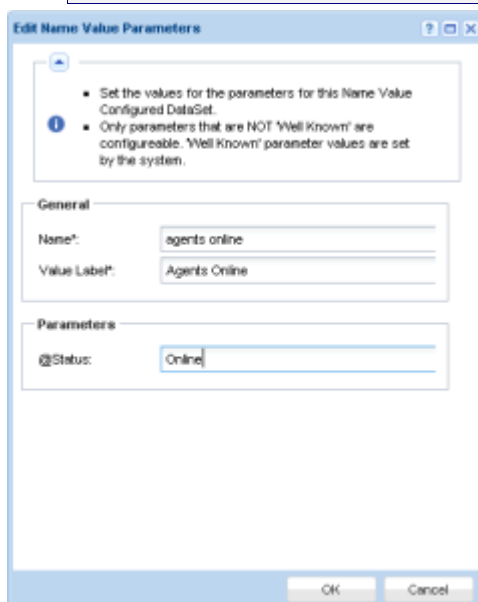 Edit Name Value Parameters
Set the values for the parameters for this Name Value
Configured DataSet.
Only parameters that are NOT 'Well Known' are
configureable. 'Well Known' parameter values are set
by the system.
General
Name*: agents online
Value Label*: Agents Online
Parameters
@Status: Online
OK Cancel